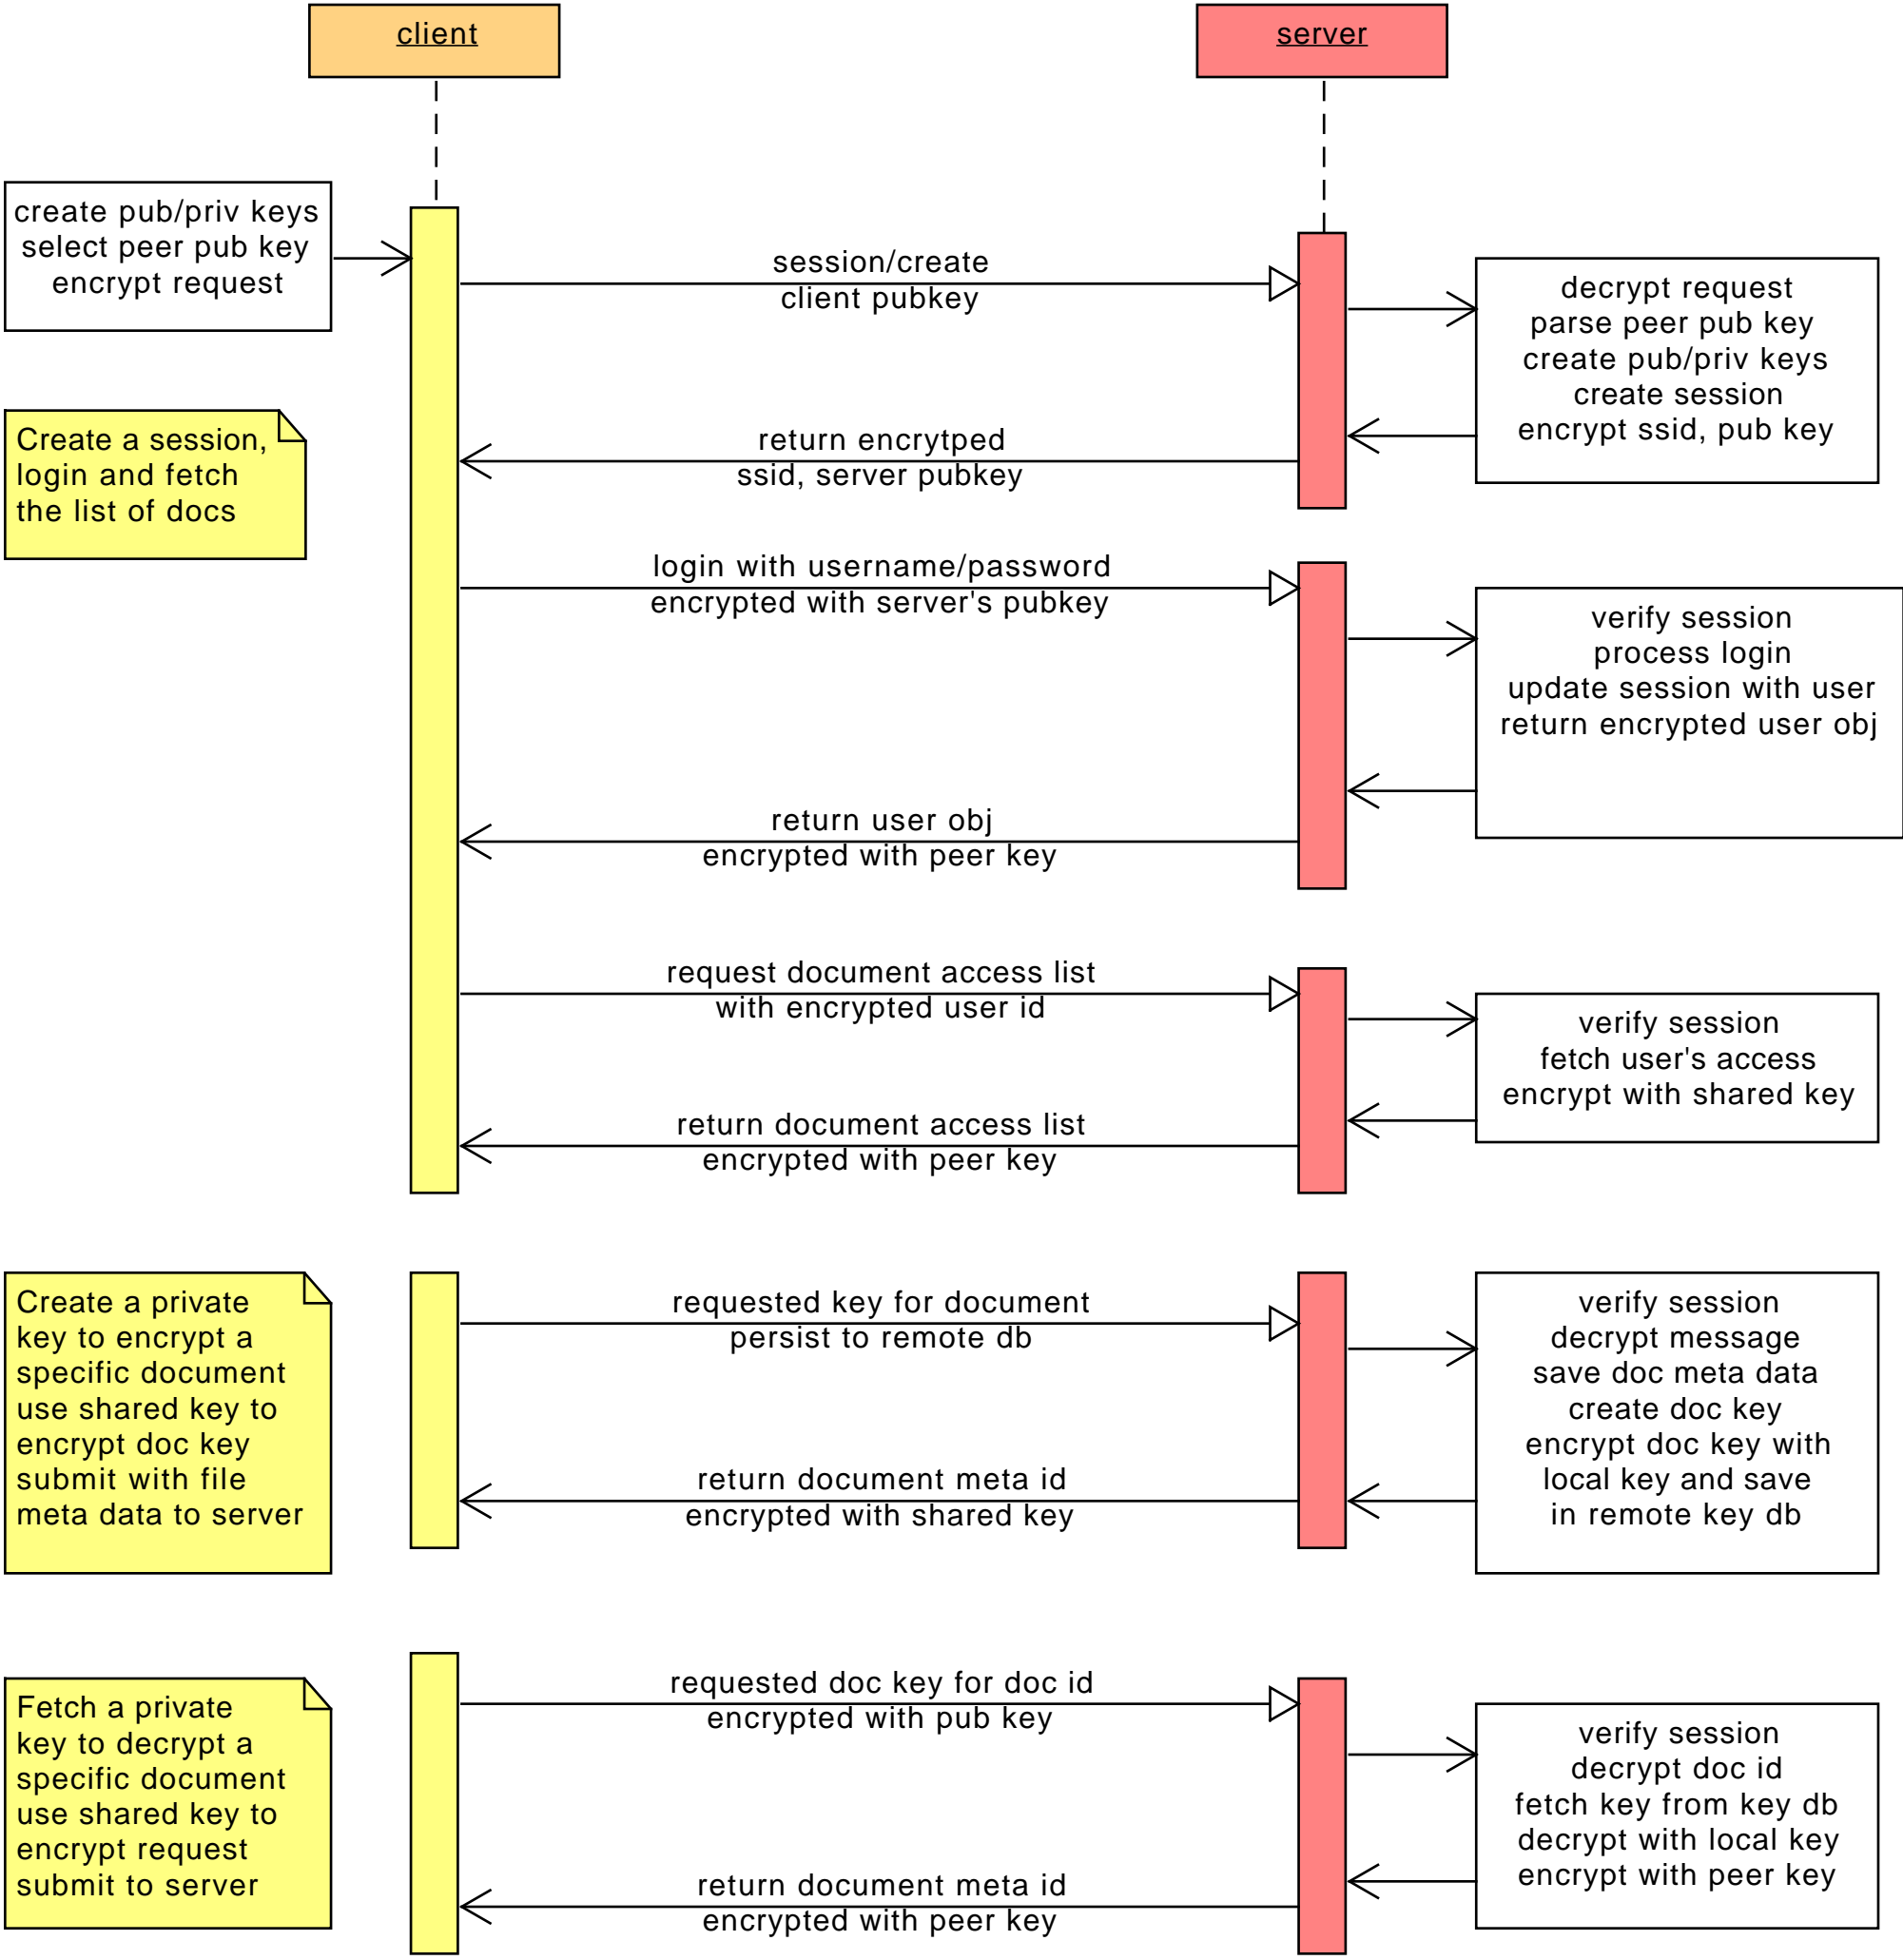 client
server
create pub/priv keys
select peer pub key
encrypt request
session/create
client pubkey
decrypt request
parse peer pub key
create pub/priv keys
create session
encrypt ssid, pub key
Create a session,
login and fetch
the list of docs
return encrytped
ssid, server pubkey
login with username/password
encrypted with server's pubkey
verify session
process login
update session with user
return encrypted user obj
return user obj
encrypted with peer key
request document access list
with encrypted user id
verify session
fetch user's access
encrypt with shared key
return document access list
encrypted with peer key
Create a private
key to encrypt a
specific document
use shared key to
encrypt doc key
submit with file
meta data to server
requested key for document
persist to remote db
verify session
decrypt message
save doc meta data
create doc key
encrypt doc key with
local key and save
in remote key db
return document meta id
encrypted with shared key
Fetch a private
key to decrypt a
specific document
use shared key to
encrypt request
submit to server
requested doc key for doc id
encrypted with pub key
verify session
decrypt doc id
fetch key from key db
decrypt with local key
encrypt with peer key
return document meta id
encrypted with peer key